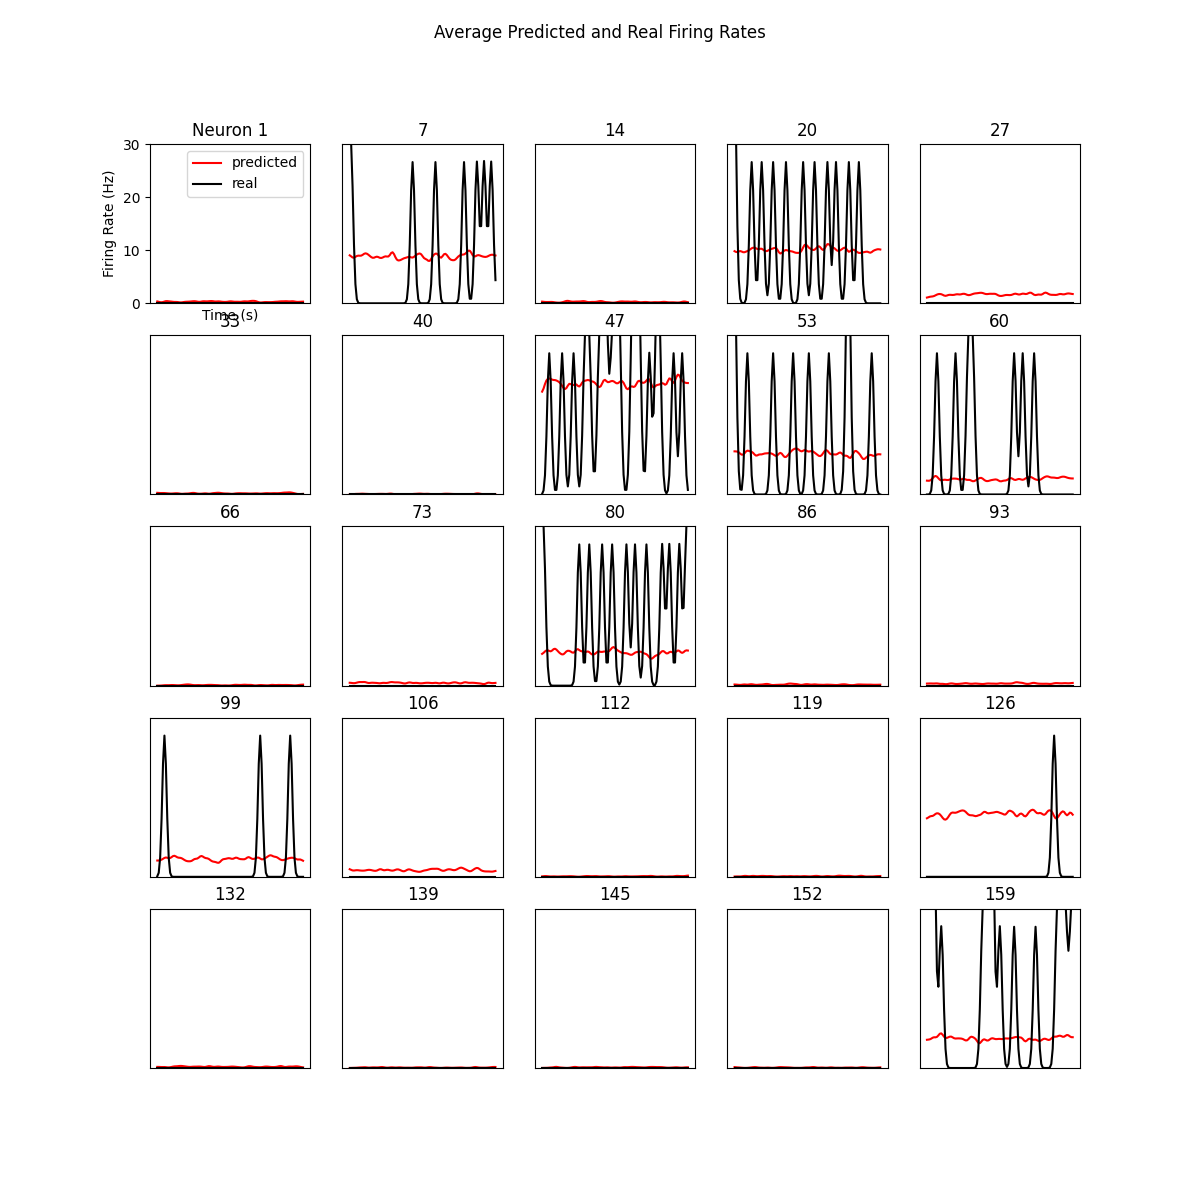 Average Predicted and Real Firing Rates
Neuron 1 7 14 20 27
30
predicted
real
20
10
0
Firing Rate (Hz)
Time (s)
33 40 47 53 60
66 73 80 86 93
99 106 112 119 126
132 139 145 152 159